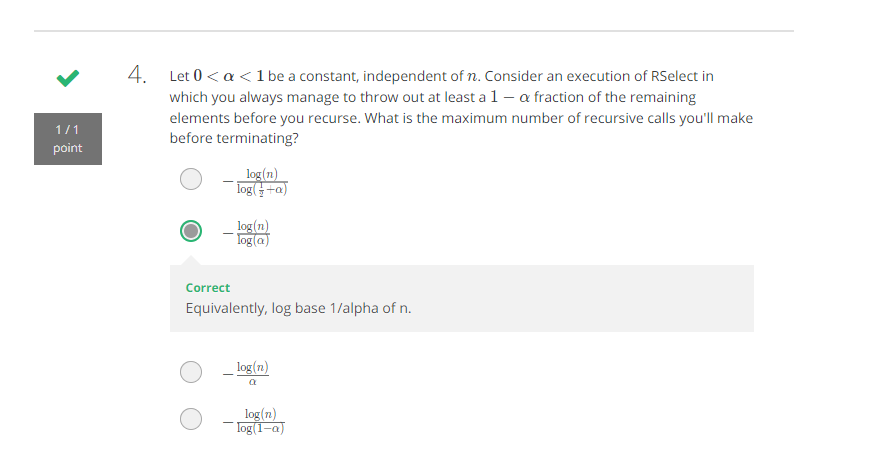 4.
Let 0 < α < 1 be a constant, independent of n. Consider an execution of RSelect in
which you always manage to throw out at least a 1 − α fraction of the remaining
elements before you recurse. What is the maximum number of recursive calls you'll make
before terminating?
1 / 1
point
− log(n) / log(½+α)
− log(n) / log(α)
Correct
Equivalently, log base 1/alpha of n.
− log(n) / α
− log(n) / log(1−α)